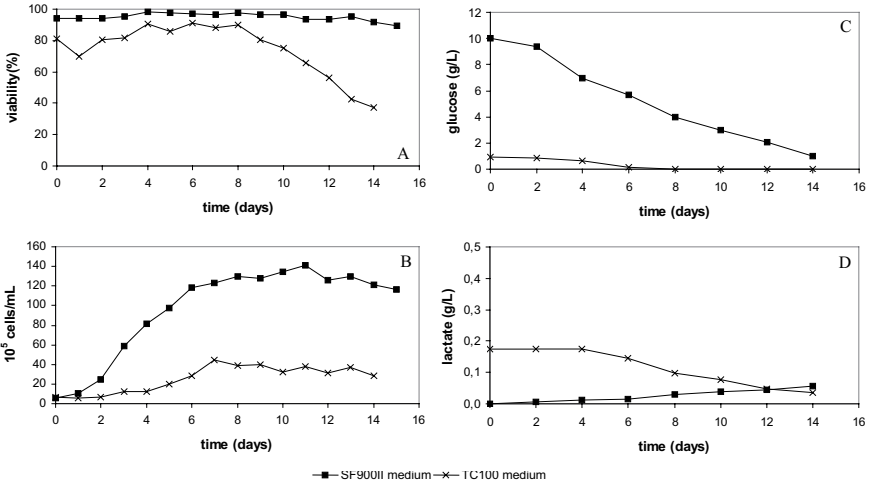 100
80
60
40
20
0
viability(%)
A
0 2 4 6 8 10 12 14 16
time (days)
12
10
8
6
4
2
0
glucose (g/L)
C
0 2 4 6 8 10 12 14 16
time (days)
160
140
120
100
80
60
40
20
0
10⁵ cells/mL
B
0 2 4 6 8 10 12 14 16
time (days)
0,5
0,4
0,3
0,2
0,1
0,0
lactate (g/L)
D
0 2 4 6 8 10 12 14 16
time (days)
SF900II medium TC100 medium